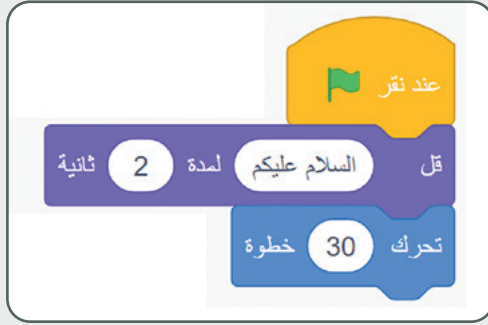 عند نقر
قل السلام عليكم لمدة 2 ثانية
تحرك 30 خطوة